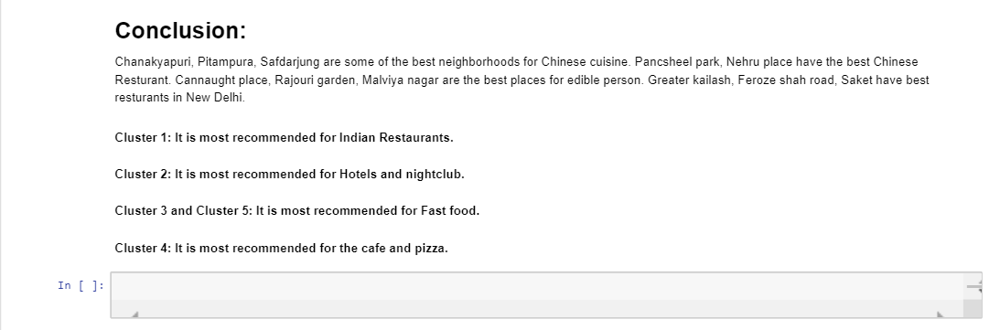 Conclusion:
Chanakyapuri, Pitampura, Safdarjung are some of the best neighborhoods for Chinese cuisine. Pancsheel park, Nehru place have the best Chinese
Resturant. Cannaught place, Rajouri garden, Malviya nagar are the best places for edible person. Greater kailash, Feroze shah road, Saket have best
resturants in New Delhi.
Cluster 1: It is most recommended for Indian Restaurants.
Cluster 2: It is most recommended for Hotels and nightclub.
Cluster 3 and Cluster 5: It is most recommended for Fast food.
Cluster 4: It is most recommended for the cafe and pizza.
In [ ]: